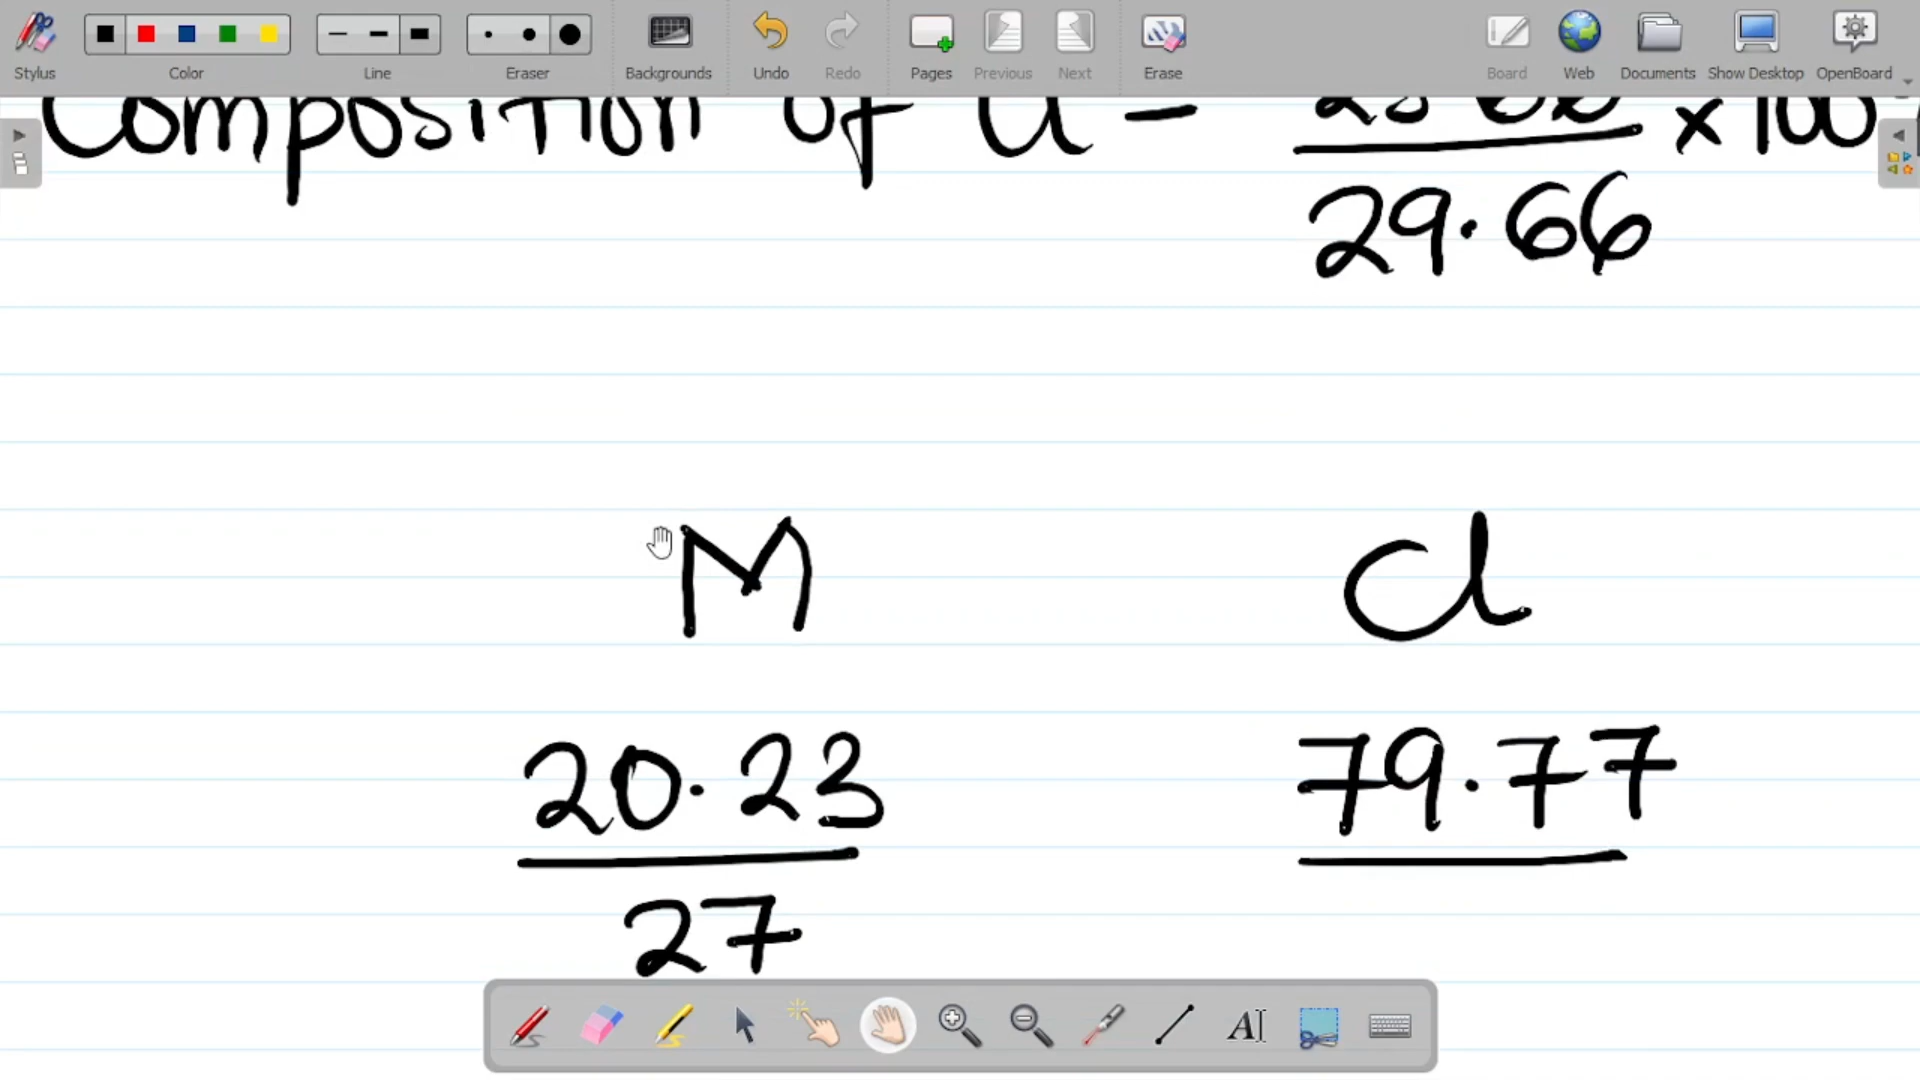 Stylus Color Line Eraser Backgrounds Undo Redo Pages Previous Next Erase Board Web Documents Show Desktop OpenBoard
Composition of Cl = × 100
29.66
M Cl
20.23 79.77
27